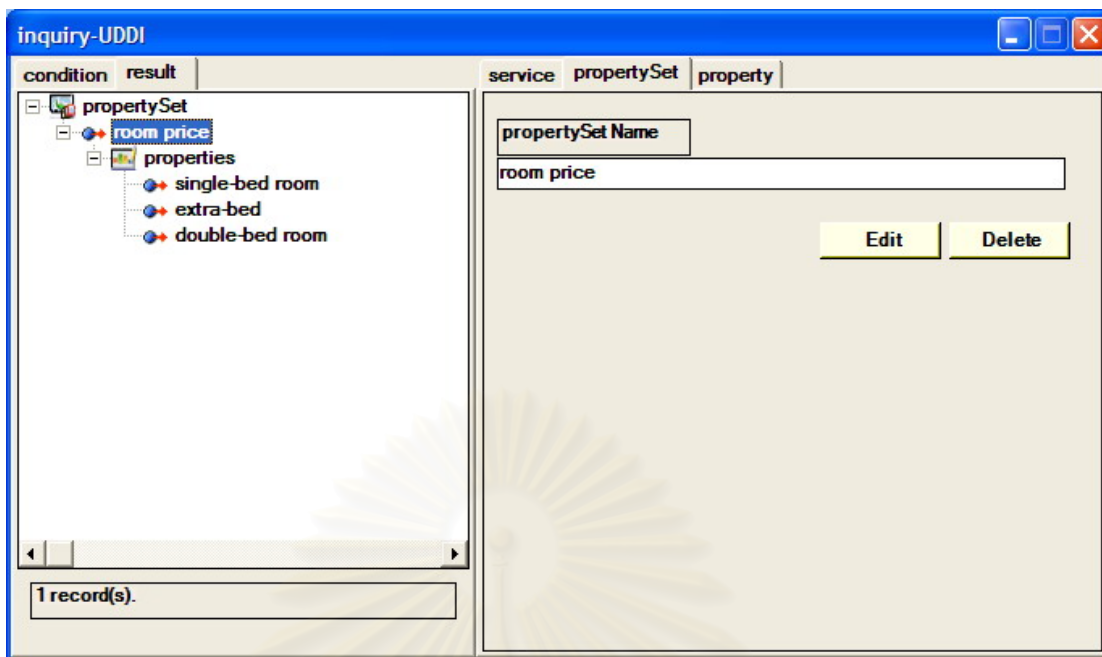 inquiry-UDDI
condition result
propertySet
room price
properties
single-bed room
extra-bed
double-bed room
1 record(s).
service propertySet property
propertySet Name
room price
Edit Delete